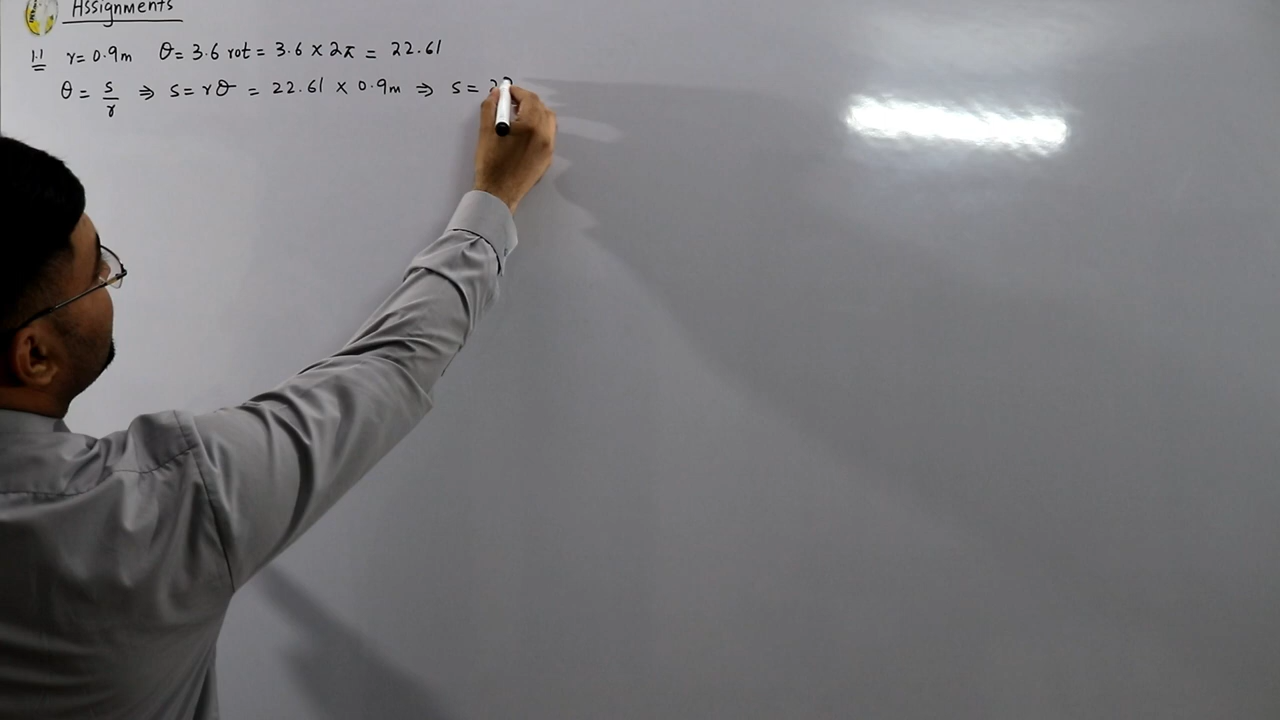 Assignments
1.1 r = 0.9m θ = 3.6 rot = 3.6 × 2π = 22.61
θ = s/r ⇒ s = rθ = 22.61 × 0.9m ⇒ s =